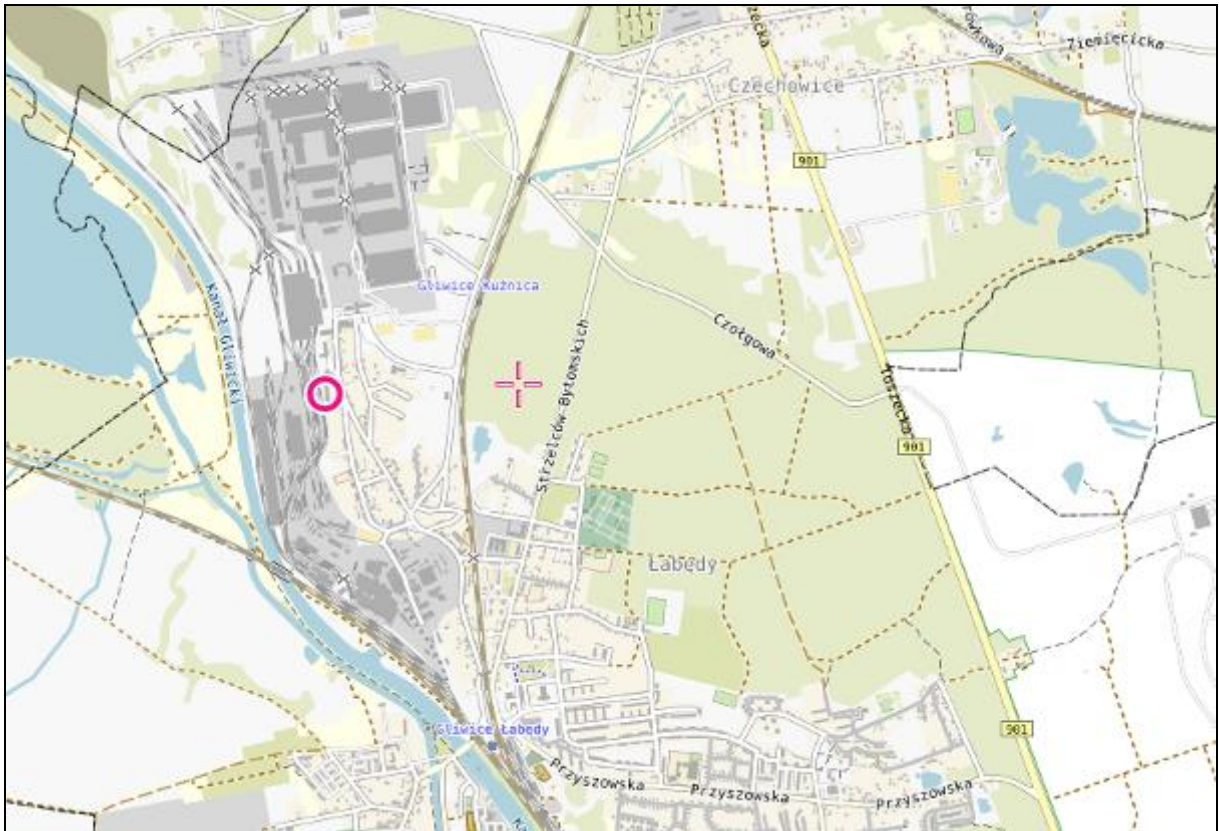 Ziemięcicka
Czechowice
901
Kanał Gliwicki
Gliwice Kuźnica
Czołgowa
Strzelców Bytomskich
Toszecka
901
Łabędy
901
Gliwice Łabędy
Przyszowska
Przyszowska
Przyszowska